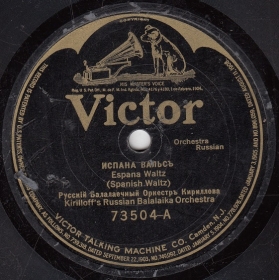 "HIS MASTER'S VOICE"
Victor
Orchestra
Russian
ИСПАНА ВАЛЬСЪ
Espana Waltz
(Spanish Waltz)
Русскій Балалаечный Оркестръ Кириллова
Kirilloff's Russian Balalaika Orchestra
73504-A
VICTOR TALKING MACHINE CO. Camden, N.J.